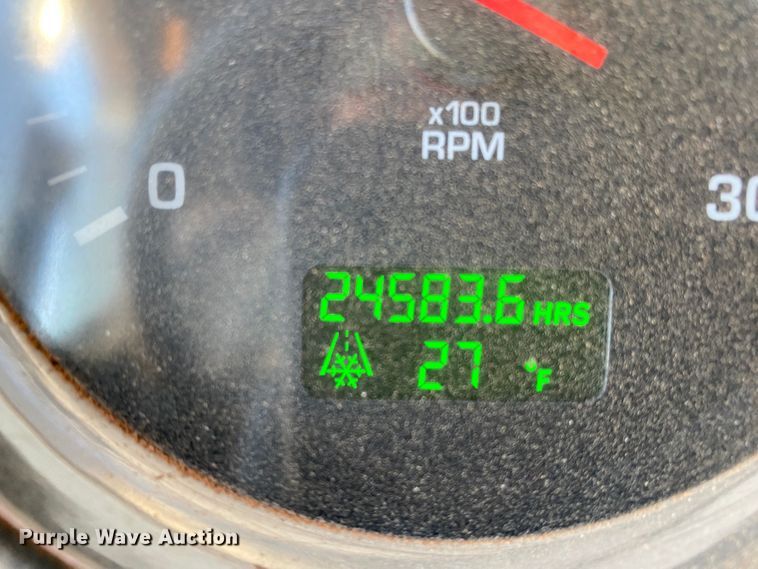 x100
RPM
0
30
24583.6 HRS
27 °F
Purple Wave Auction